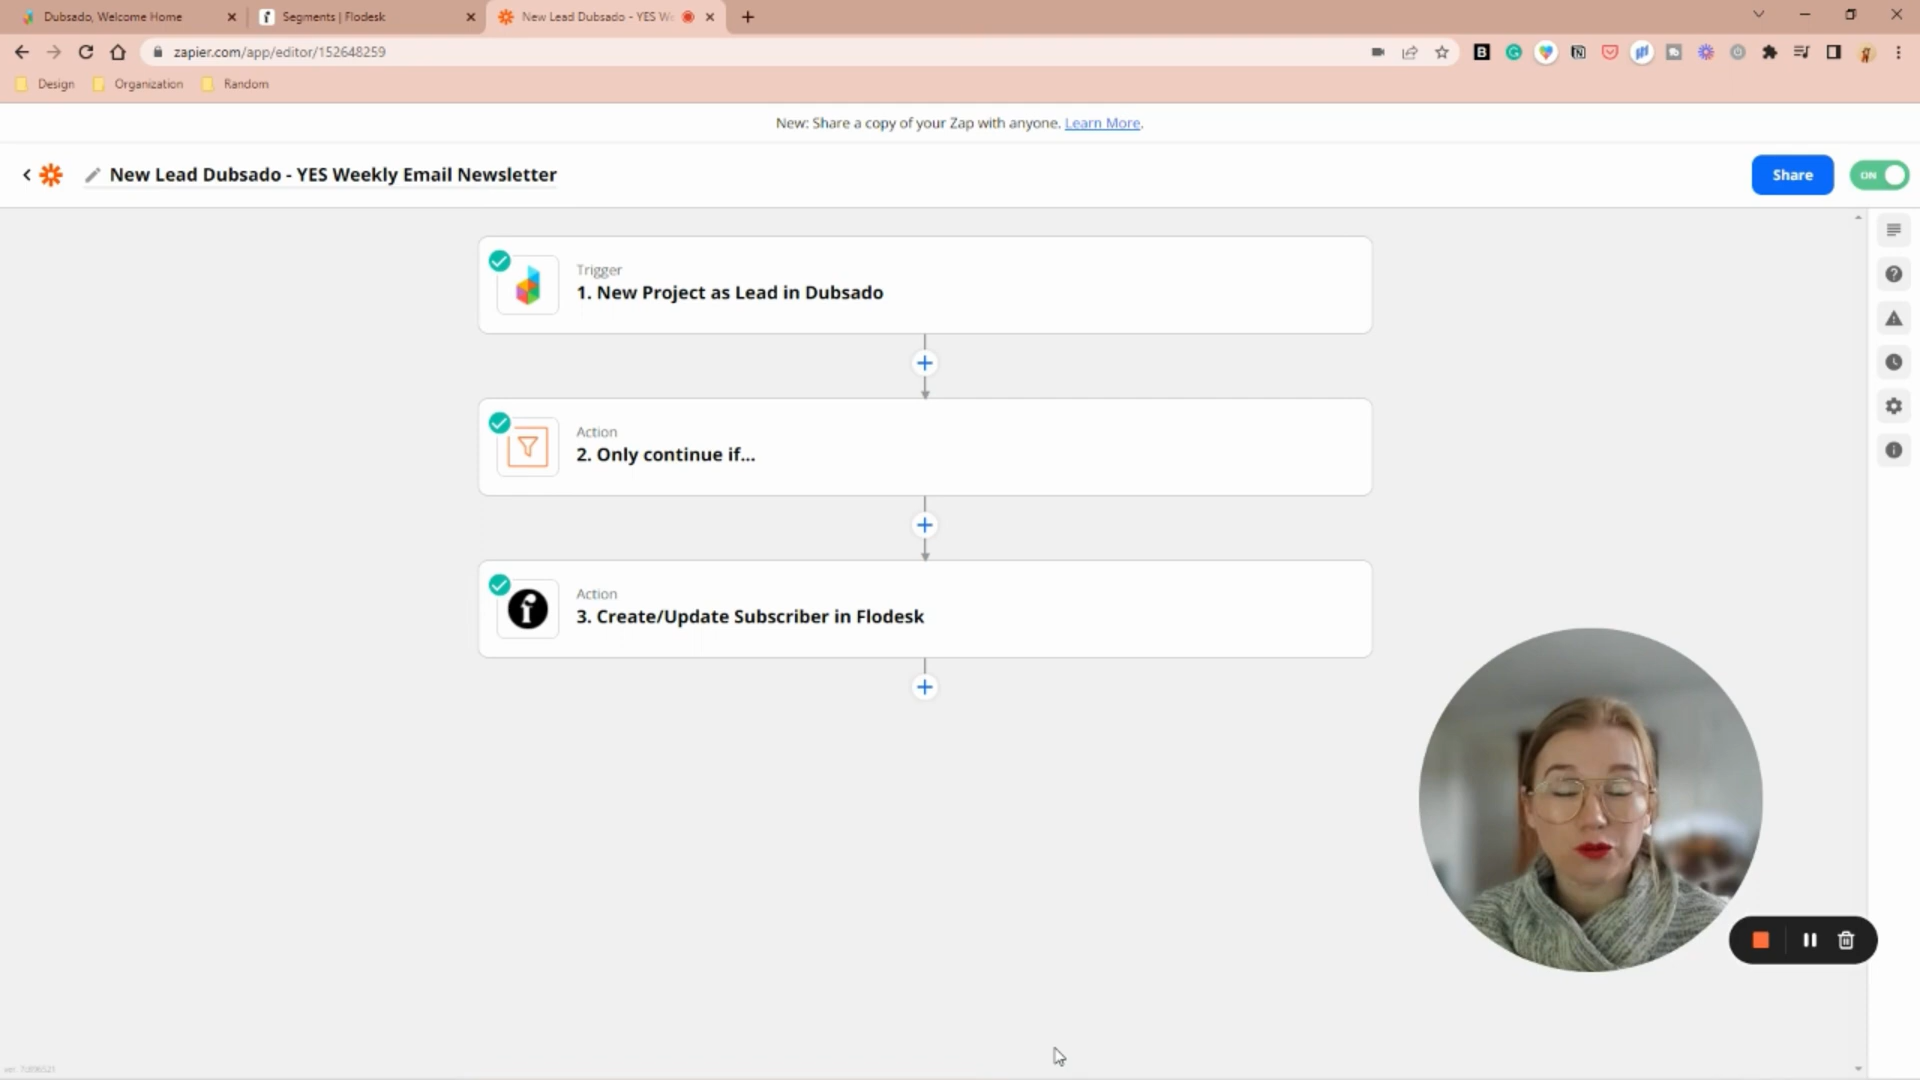 Dubsado, Welcome Home
Segments | Flodesk
New Lead Dubsado - YES W
zapier.com/app/editor/152648259
Design
Organization
Random
New: Share a copy of your Zap with anyone. Learn More.
New Lead Dubsado - YES Weekly Email Newsletter
Share
ON
Trigger
1. New Project as Lead in Dubsado
Action
2. Only continue if...
Action
3. Create/Update Subscriber in Flodesk